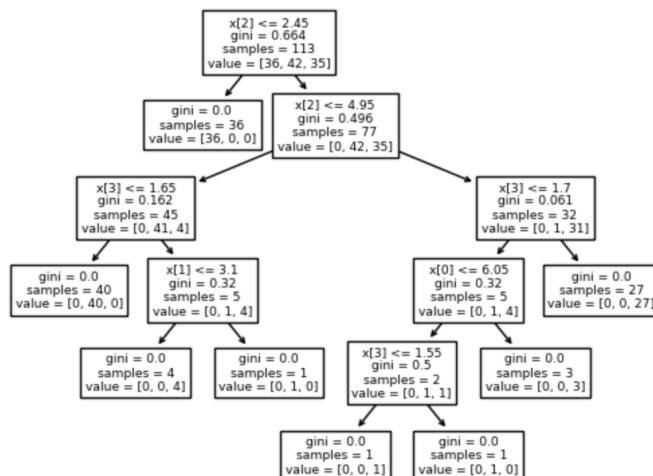 x[2] <= 2.45
gini = 0.664
samples = 113
value = [36, 42, 35]
gini = 0.0
samples = 36
value = [36, 0, 0]
x[2] <= 4.95
gini = 0.496
samples = 77
value = [0, 42, 35]
x[3] <= 1.65
gini = 0.162
samples = 45
value = [0, 41, 4]
x[3] <= 1.7
gini = 0.061
samples = 32
value = [0, 1, 31]
gini = 0.0
samples = 40
value = [0, 40, 0]
x[1] <= 3.1
gini = 0.32
samples = 5
value = [0, 1, 4]
x[0] <= 6.05
gini = 0.32
samples = 5
value = [0, 1, 4]
gini = 0.0
samples = 27
value = [0, 0, 27]
gini = 0.0
samples = 4
value = [0, 0, 4]
gini = 0.0
samples = 1
value = [0, 1, 0]
x[3] <= 1.55
gini = 0.5
samples = 2
value = [0, 1, 1]
gini = 0.0
samples = 3
value = [0, 0, 3]
gini = 0.0
samples = 1
value = [0, 0, 1]
gini = 0.0
samples = 1
value = [0, 1, 0]